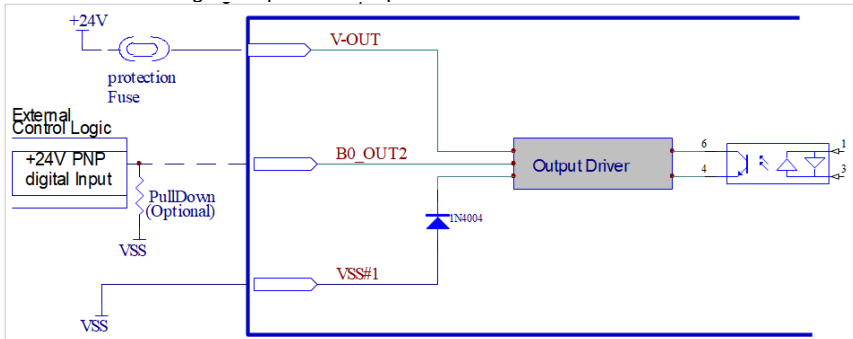 +24V
V-OUT
protection
Fuse
External
Control Logic
+24V PNP
digital Input
B0_OUT2
Output Driver
6
1
4
3
PullDown
(Optional)
1N4004
VSS
VSS#1
VSS